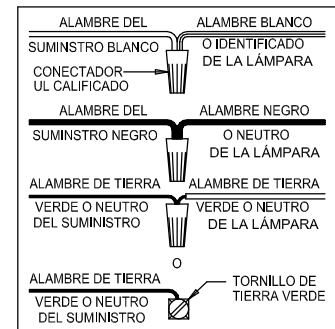 ALAMBRE DEL
SUMINSTRO BLANCO
ALAMBRE BLANCO
O IDENTIFICADO
DE LA LÁMPARA
CONECTADOR
UL CALIFICADO
ALAMBRE DEL
SUMINSTRO NEGRO
ALAMBRE NEGRO
O NEUTRO
DE LA LÁMPARA
ALAMBRE DE TIERRA
VERDE O NEUTRO
DEL SUMINISTRO
ALAMBRE DE TIERRA
VERDE O NEUTRO
DE LA LÁMPARA
O
ALAMBRE DE TIERRA
VERDE O NEUTRO
DEL SUMINISTRO
TORNILLO DE
TIERRA VERDE